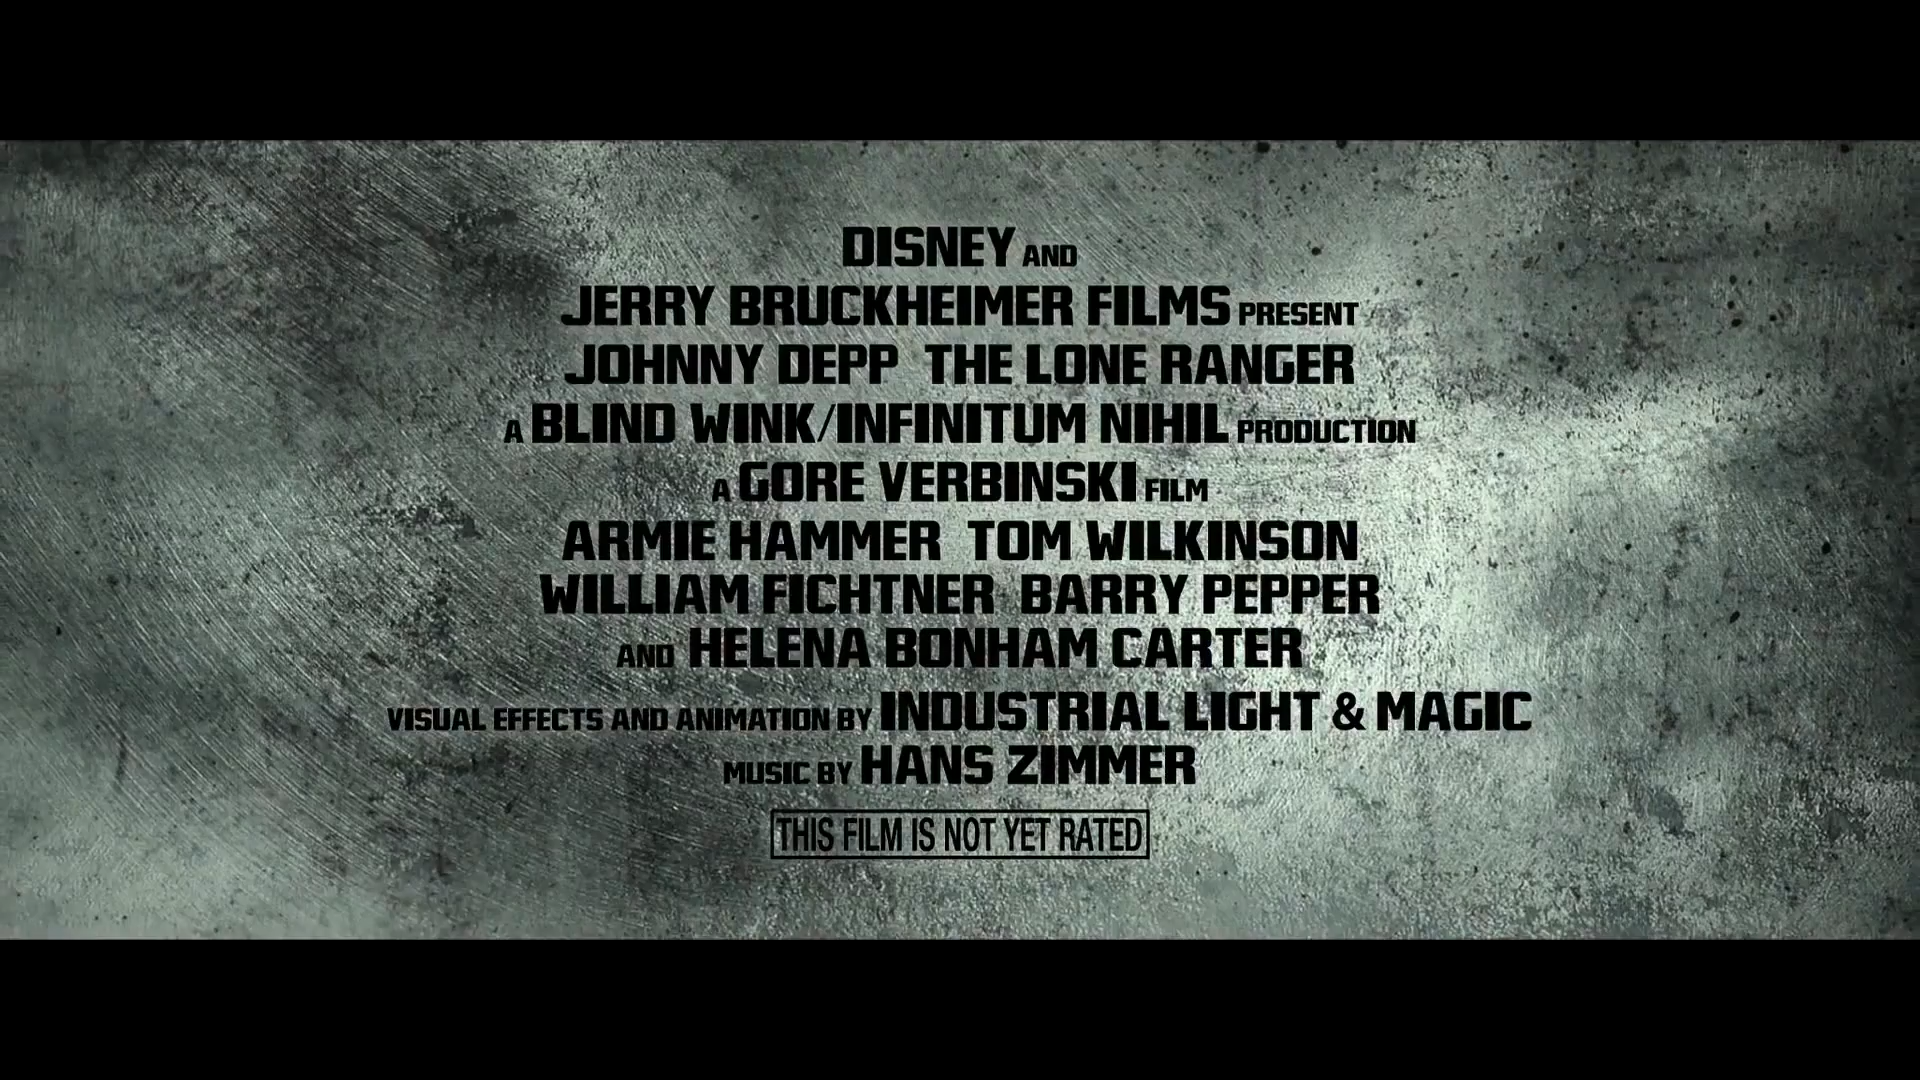 DISNEY AND
JERRY BRUCKHEIMER FILMS PRESENT
JOHNNY DEPP THE LONE RANGER
A BLIND WINK/INFINITUM NIHIL PRODUCTION
A GORE VERBINSKI FILM
ARMIE HAMMER TOM WILKINSON
WILLIAM FICHTNER BARRY PEPPER
AND HELENA BONHAM CARTER
VISUAL EFFECTS AND ANIMATION BY INDUSTRIAL LIGHT & MAGIC
MUSIC BY HANS ZIMMER
THIS FILM IS NOT YET RATED